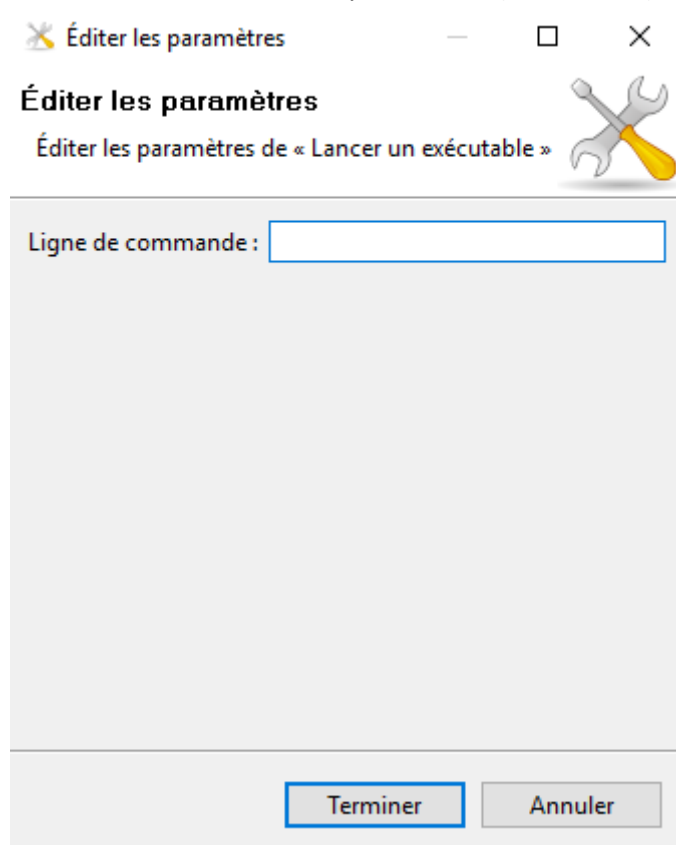 Éditer les paramètres
Éditer les paramètres
Éditer les paramètres de « Lancer un exécutable »
Ligne de commande :
Terminer
Annuler